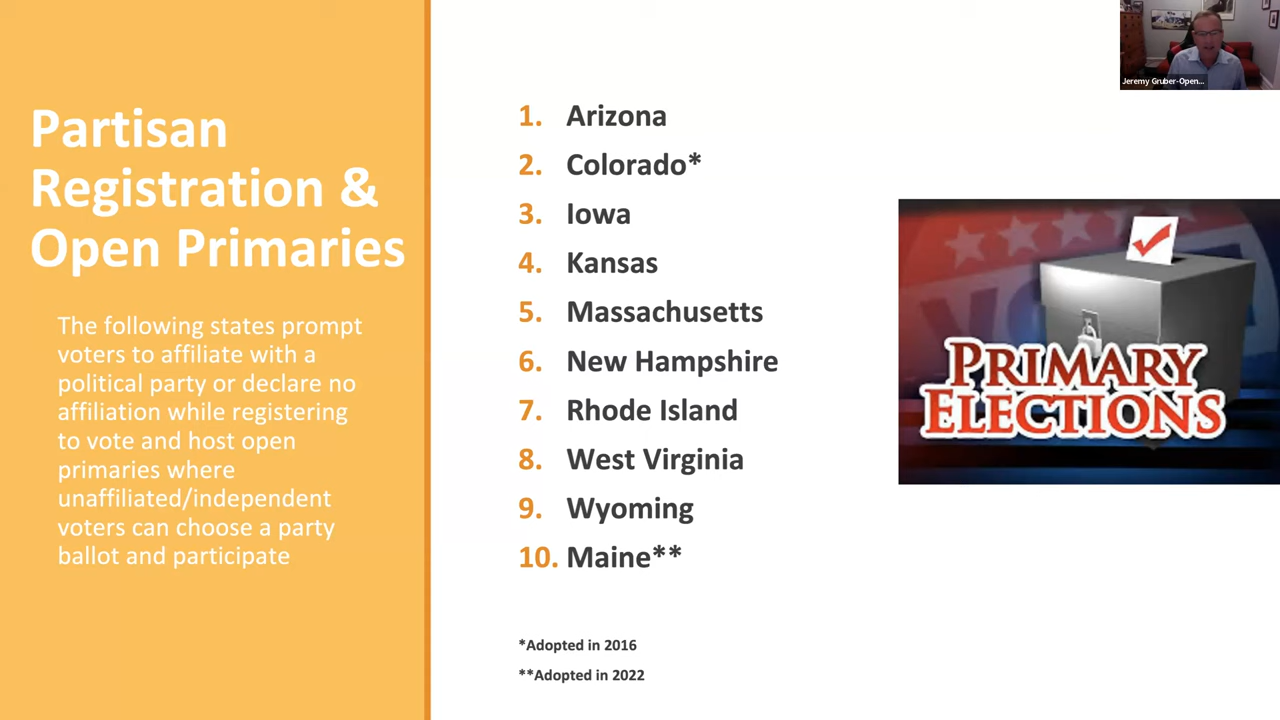 Partisan
Registration &
Open Primaries
The following states prompt
voters to affiliate with a
political party or declare no
affiliation while registering
to vote and host open
primaries where
unaffiliated/independent
voters can choose a party
ballot and participate
1. Arizona
2. Colorado*
3. Iowa
4. Kansas
5. Massachusetts
6. New Hampshire
7. Rhode Island
8. West Virginia
9. Wyoming
10. Maine**
*Adopted in 2016
**Adopted in 2022
Jeremy Gruber-Open...
PRIMARY
ELECTIONS